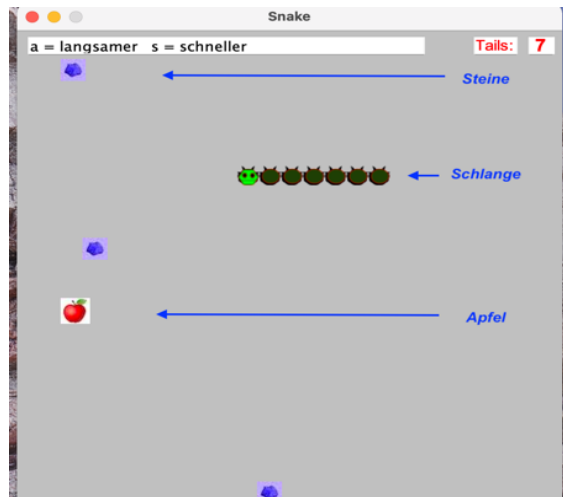 Snake
a = langsamer s = schneller
Tails: 7
Steine
Schlange
Apfel